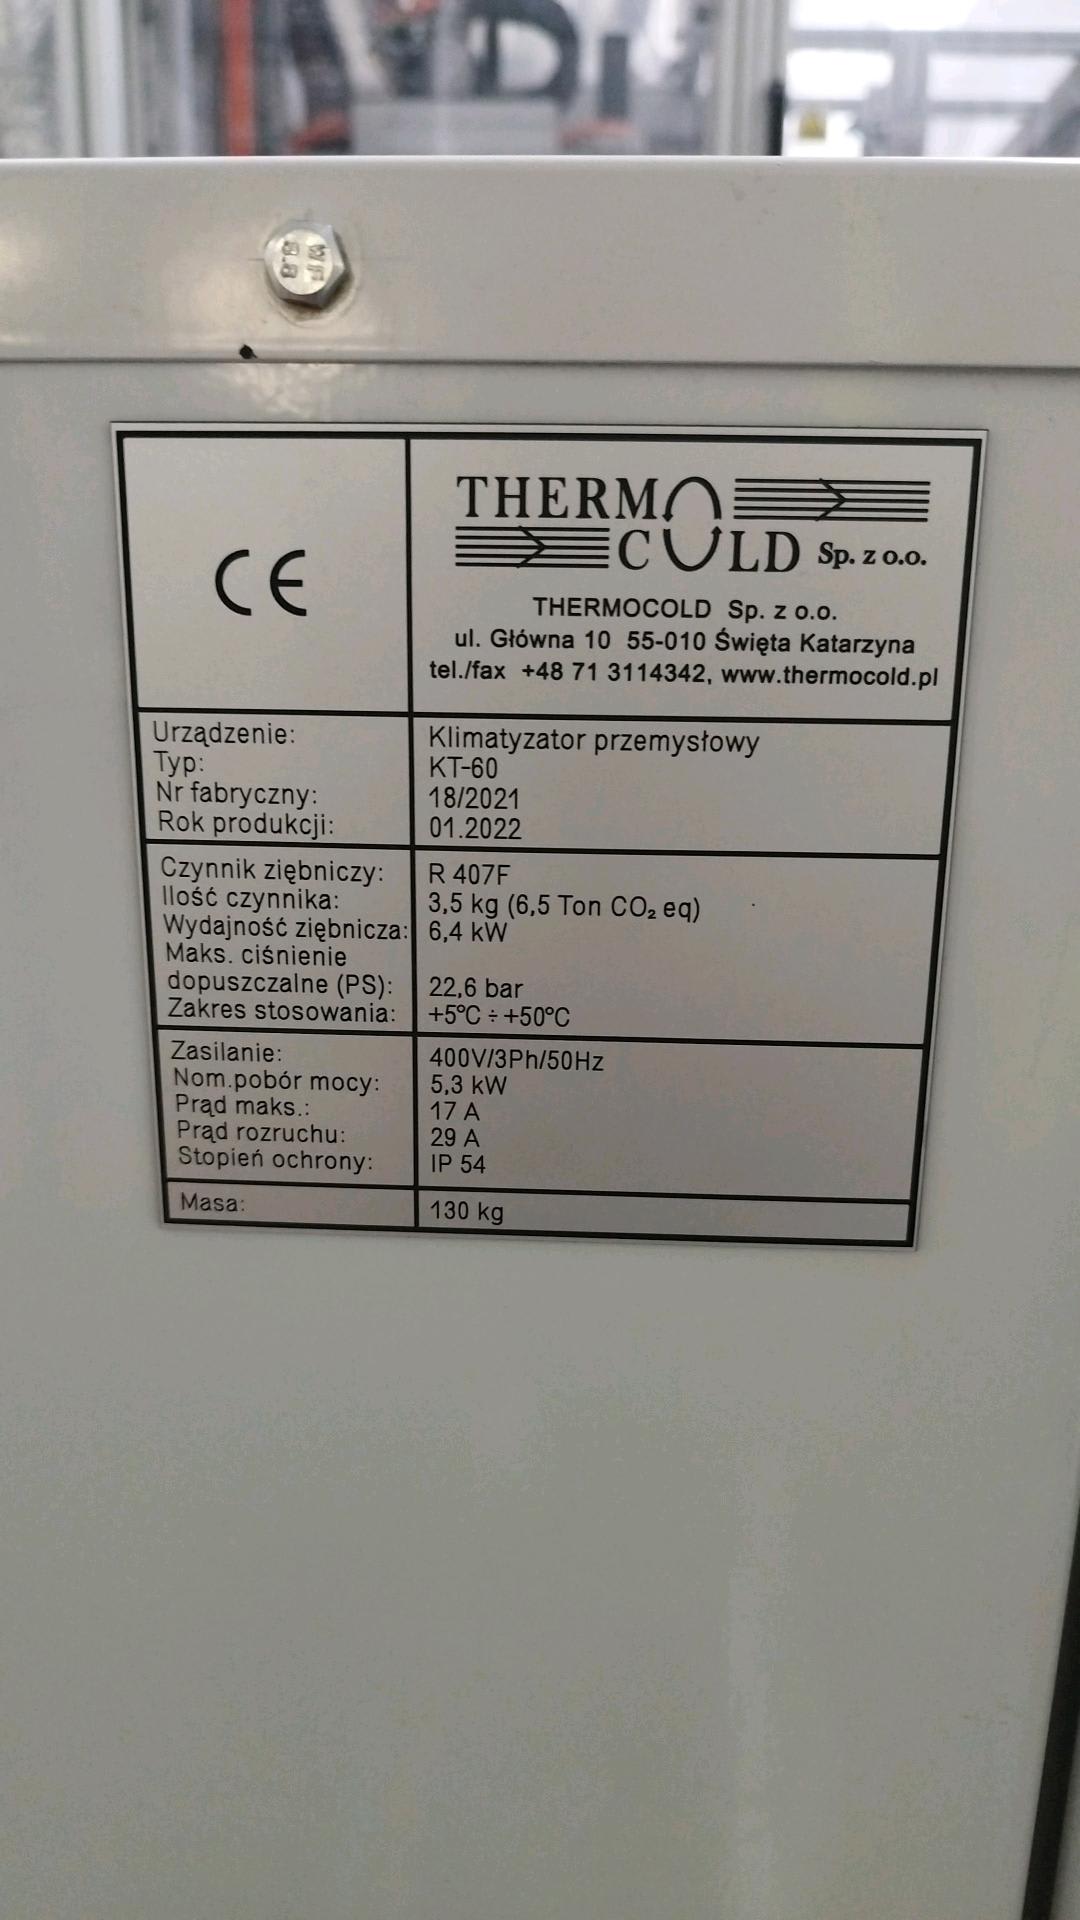 WF
8.8
CE
THERMO
COLD Sp. z o.o.
THERMOCOLD Sp. z o.o.
ul. Główna 10 55-010 Święta Katarzyna
tel./fax +48 71 3114342, www.thermocold.pl
Urządzenie: Klimatyzator przemysłowy
Typ: KT-60
Nr fabryczny: 18/2021
Rok produkcji: 01.2022
Czynnik ziębniczy: R 407F
Ilość czynnika: 3,5 kg (6,5 Ton CO₂ eq)
Wydajność ziębnicza: 6,4 kW
Maks. ciśnienie
dopuszczalne (PS): 22,6 bar
Zakres stosowania: +5°C ÷ +50°C
Zasilanie: 400V/3Ph/50Hz
Nom.pobór mocy: 5,3 kW
Prąd maks.: 17 A
Prąd rozruchu: 29 A
Stopień ochrony: IP 54
Masa: 130 kg